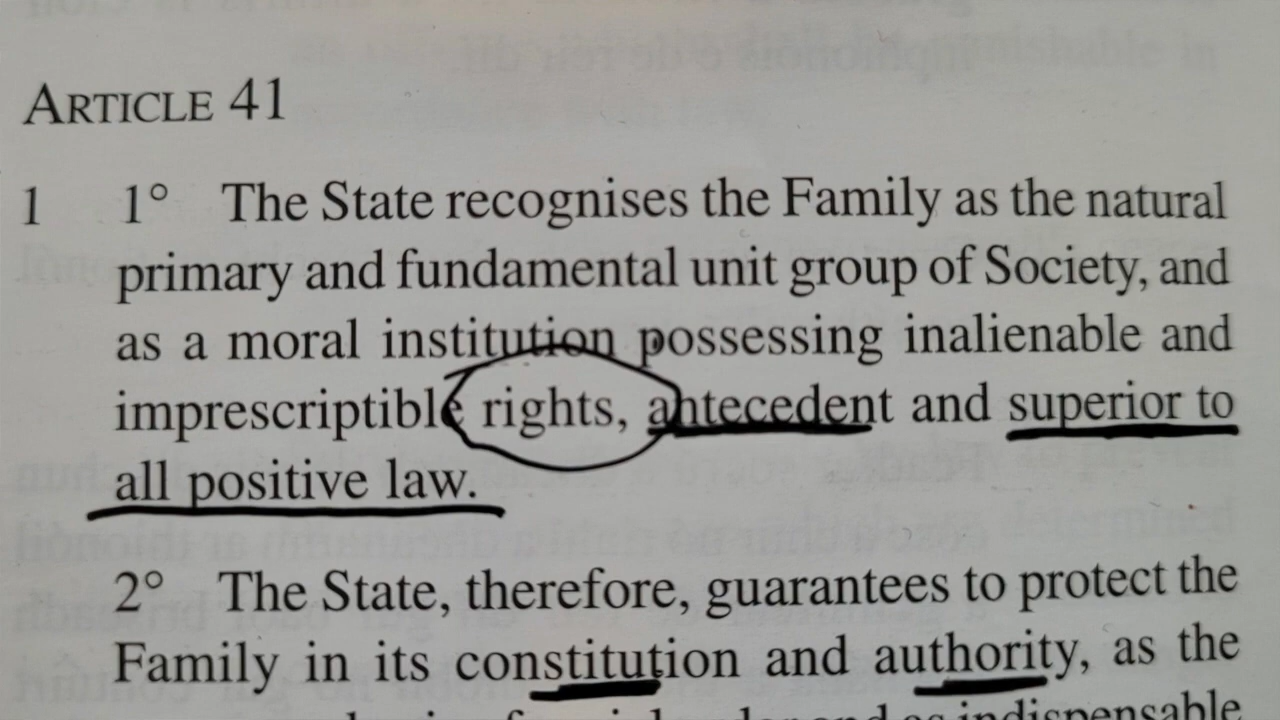 ARTICLE 41
1 1° The State recognises the Family as the natural
primary and fundamental unit group of Society, and
as a moral institution possessing inalienable and
imprescriptible rights, antecedent and superior to
all positive law.
2° The State, therefore, guarantees to protect the
Family in its constitution and authority, as the
indispensable